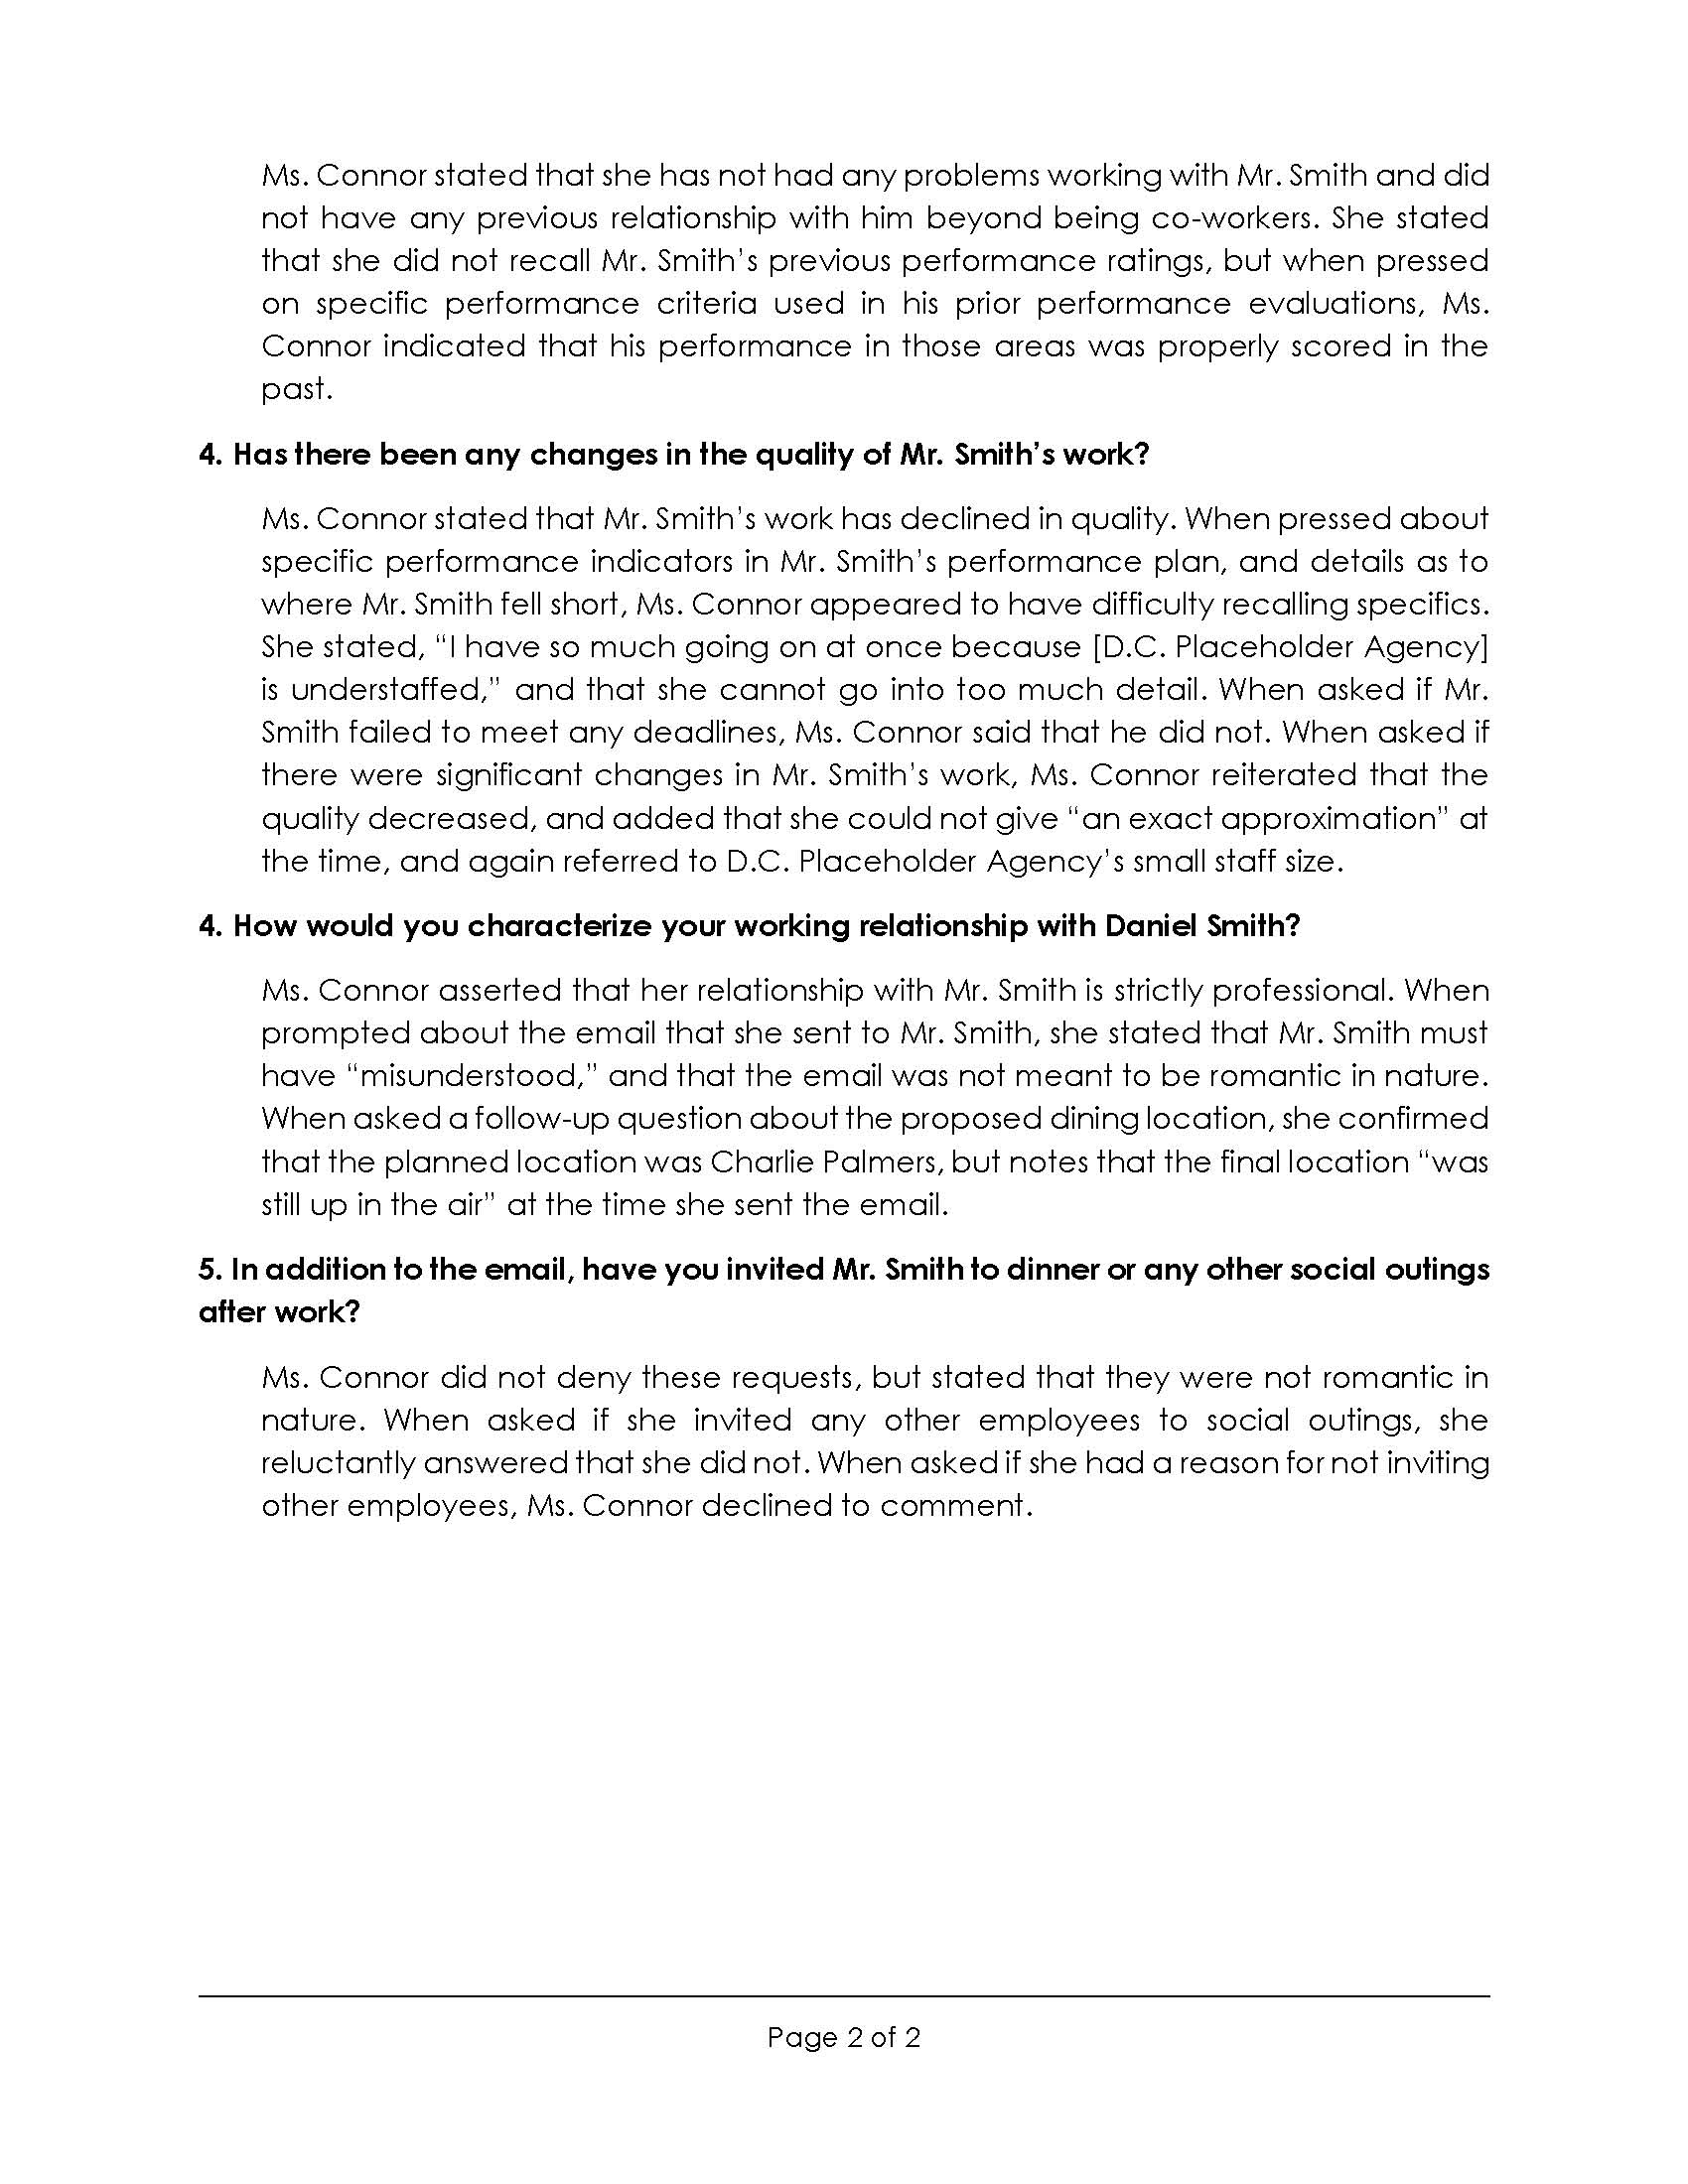 Ms. Connor stated that she has not had any problems working with Mr. Smith and did
not have any previous relationship with him beyond being co-workers. She stated
that she did not recall Mr. Smith’s previous performance ratings, but when pressed
on specific performance criteria used in his prior performance evaluations, Ms.
Connor indicated that his performance in those areas was properly scored in the
past.
4. Has there been any changes in the quality of Mr. Smith’s work?
Ms. Connor stated that Mr. Smith’s work has declined in quality. When pressed about
specific performance indicators in Mr. Smith’s performance plan, and details as to
where Mr. Smith fell short, Ms. Connor appeared to have difficulty recalling specifics.
She stated, “I have so much going on at once because [D.C. Placeholder Agency]
is understaffed,” and that she cannot go into too much detail. When asked if Mr.
Smith failed to meet any deadlines, Ms. Connor said that he did not. When asked if
there were significant changes in Mr. Smith’s work, Ms. Connor reiterated that the
quality decreased, and added that she could not give “an exact approximation” at
the time, and again referred to D.C. Placeholder Agency’s small staff size.
4. How would you characterize your working relationship with Daniel Smith?
Ms. Connor asserted that her relationship with Mr. Smith is strictly professional. When
prompted about the email that she sent to Mr. Smith, she stated that Mr. Smith must
have “misunderstood,” and that the email was not meant to be romantic in nature.
When asked a follow-up question about the proposed dining location, she confirmed
that the planned location was Charlie Palmers, but notes that the final location “was
still up in the air” at the time she sent the email.
5. In addition to the email, have you invited Mr. Smith to dinner or any other social outings
after work?
Ms. Connor did not deny these requests, but stated that they were not romantic in
nature. When asked if she invited any other employees to social outings, she
reluctantly answered that she did not. When asked if she had a reason for not inviting
other employees, Ms. Connor declined to comment.
Page 2 of 2